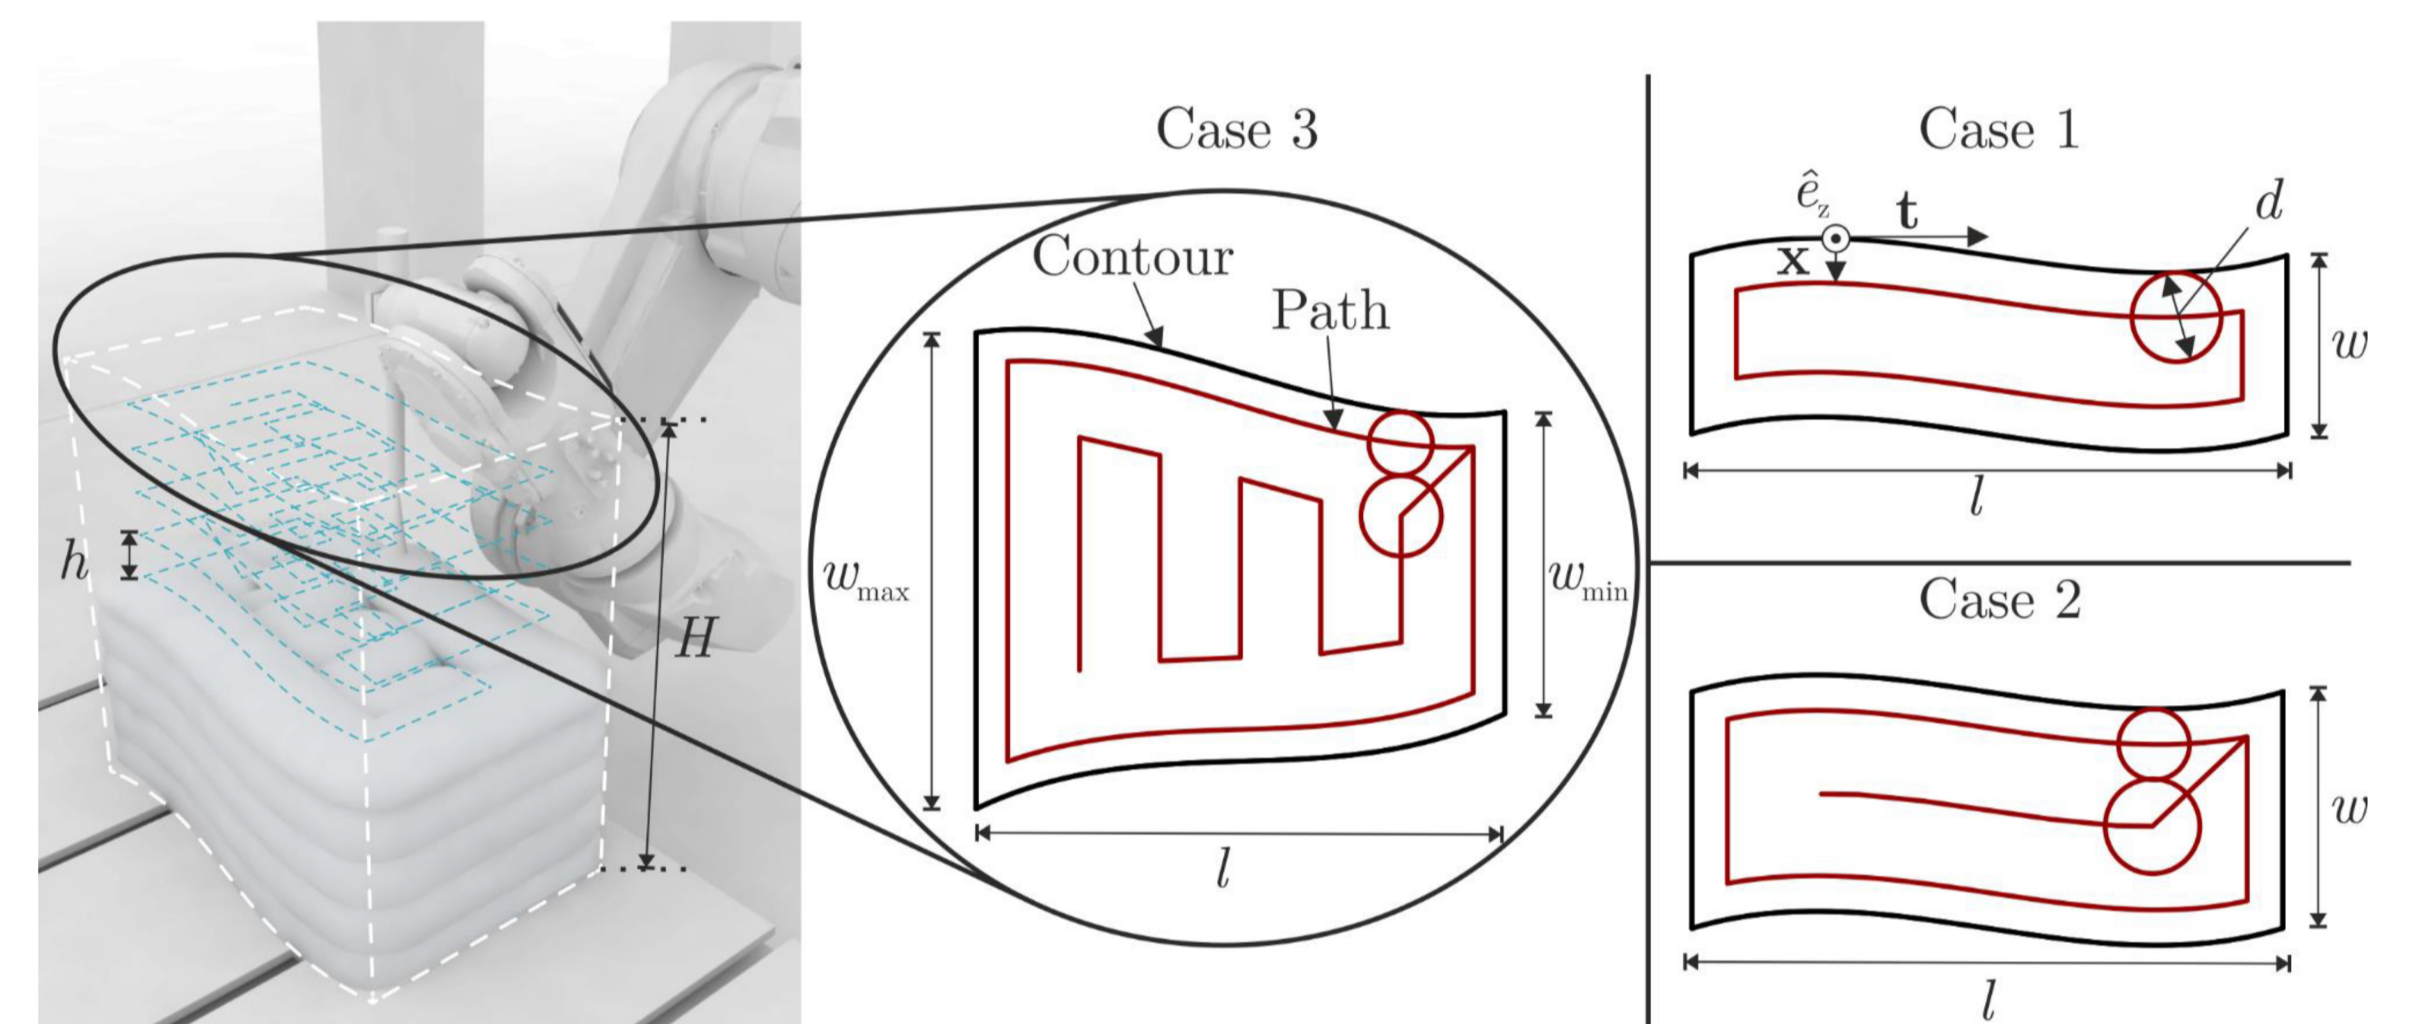 h
H
Case 3
Contour
Path
w_max
w_min
l
Case 1
ê_z
t
d
x
w
l
Case 2
w
l